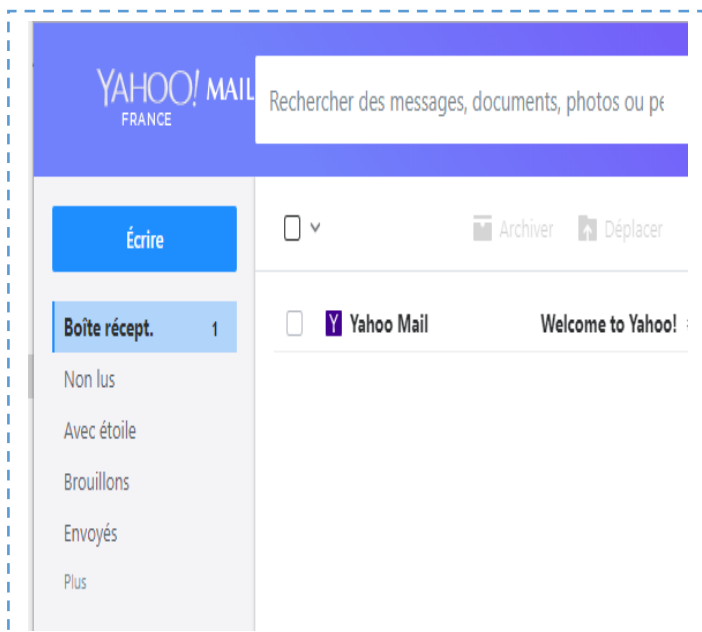 YAHOO! MAIL
FRANCE
Rechercher des messages, documents, photos ou pe
Écrire
Archiver Déplacer
Boîte récept. 1
Y Yahoo Mail Welcome to Yahoo!
Non lus
Avec étoile
Brouillons
Envoyés
Plus